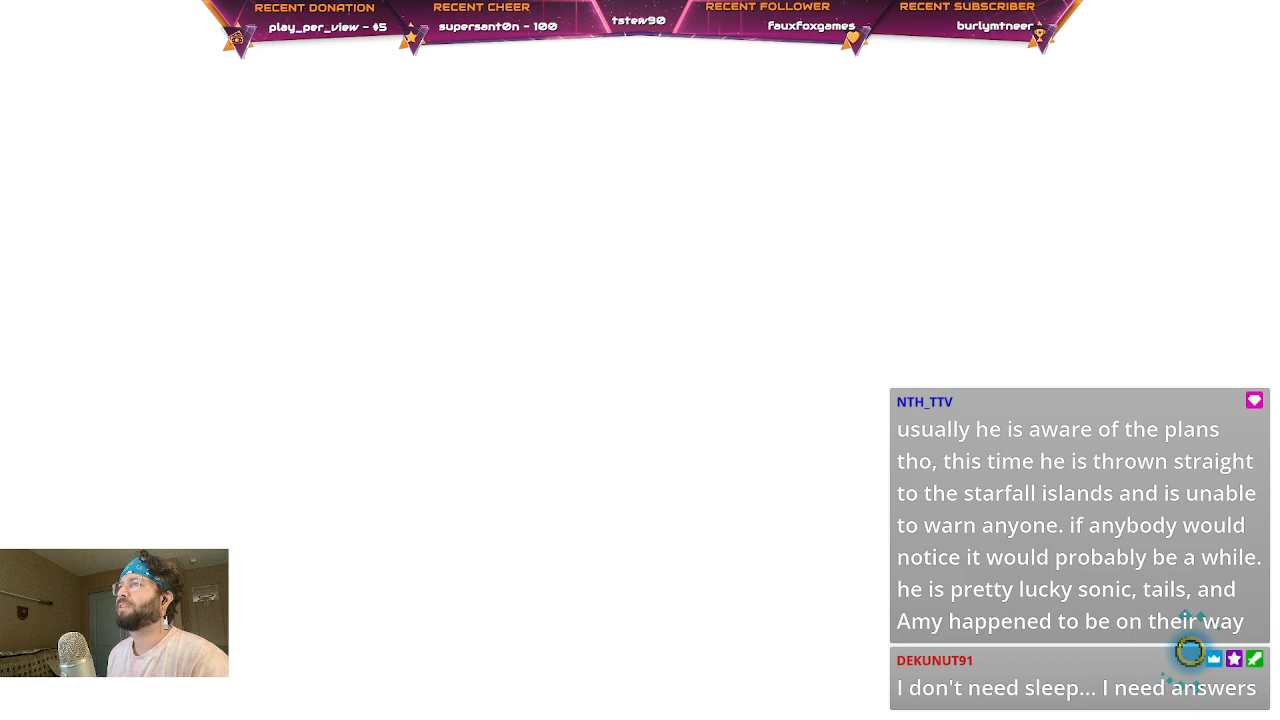 RECENT DONATION
play_per_view - $5
RECENT CHEER
supersant0n - 100
tstew90
RECENT FOLLOWER
FauxFoxgames
RECENT SUBSCRIBER
burlymtneer
NTH_TTV
usually he is aware of the plans
tho, this time he is thrown straight
to the starfall islands and is unable
to warn anyone. if anybody would
notice it would probably be a while.
he is pretty lucky sonic, tails, and
Amy happened to be on their way
DEKUNUT91
I don't need sleep... I need answers